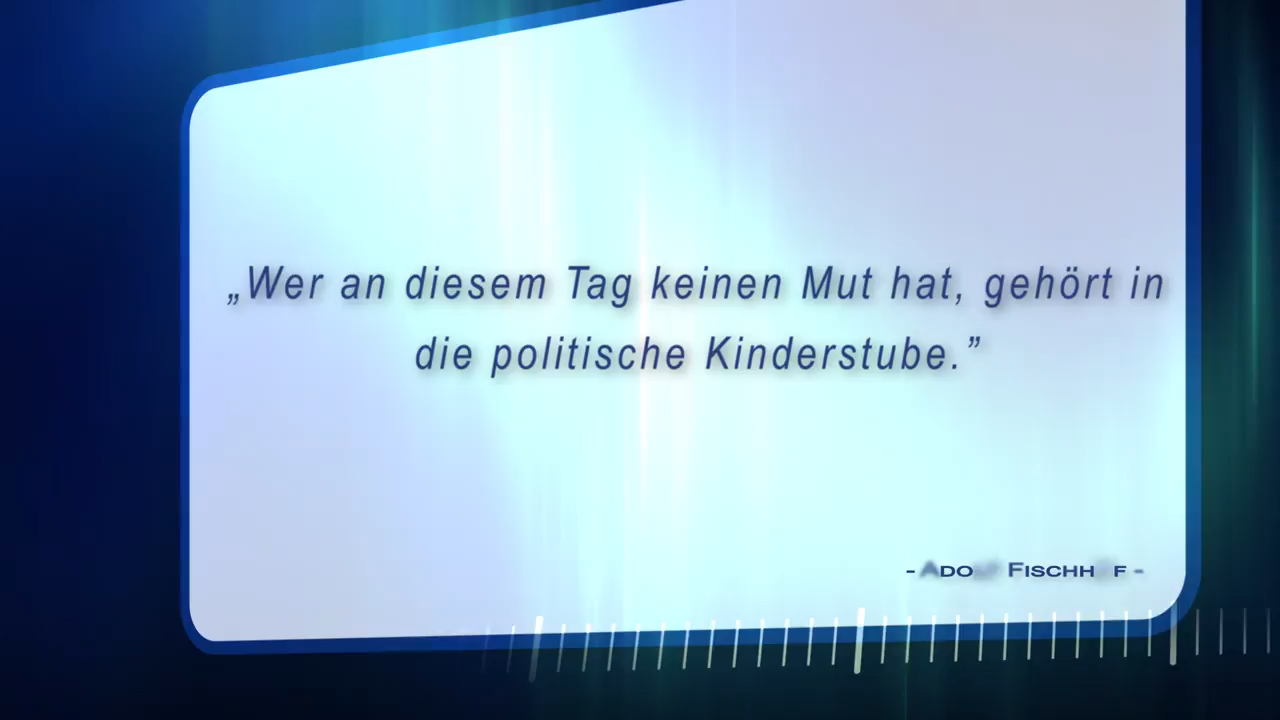 „Wer an diesem Tag keinen Mut hat, gehört in
die politische Kinderstube.”